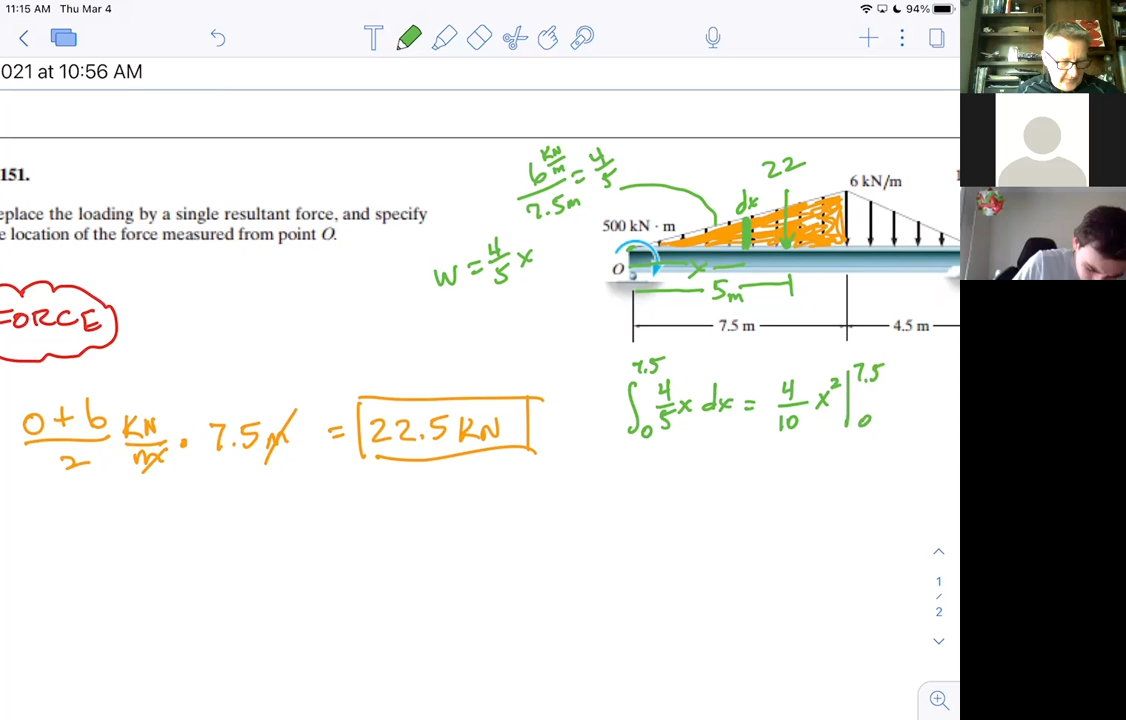 11:15 AM Thu Mar 4
94%
021 at 10:56 AM
151.
eplace the loading by a single resultant force, and specify
e location of the force measured from point O.
FORCE
6 KN/m / 7.5m = 4/5
W = 4/5 x
22
dx
6 kN/m
500 kN · m
O
x
5m
7.5 m
4.5 m
∫₀^7.5 4/5 x dx = 4/10 x² |₀^7.5
0+6/2 KN/m · 7.5m = 22.5 KN
1
/
2